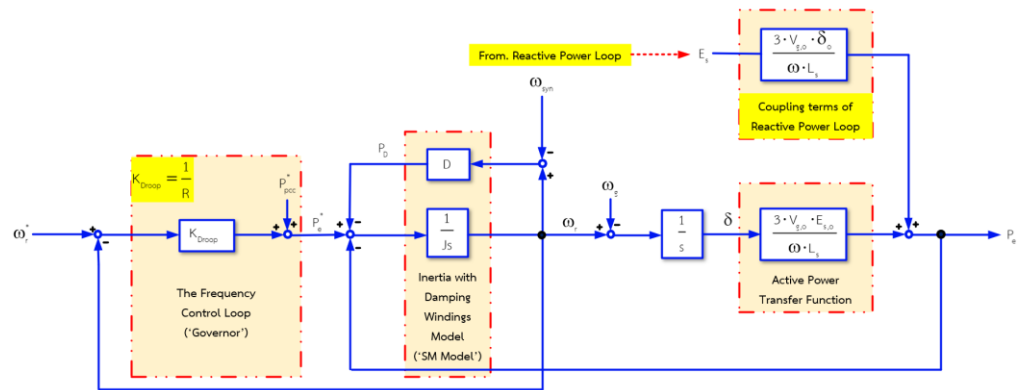 3·V_g,o·δ_o
ω·L_s
From. Reactive Power Loop
E_s
ω_syn
Coupling terms of
Reactive Power Loop
P_D
D
K_Droop = 1/R
P*_pcc
ω_g
ω*_r
K_Droop
P*_e
1
Js
ω_r
1
s
δ
3·V_g,o·E_s,o
ω·L_s
P_e
The Frequency
Control Loop
('Governor')
Inertia with
Damping
Windings
Model
('SM Model')
Active Power
Transfer Function